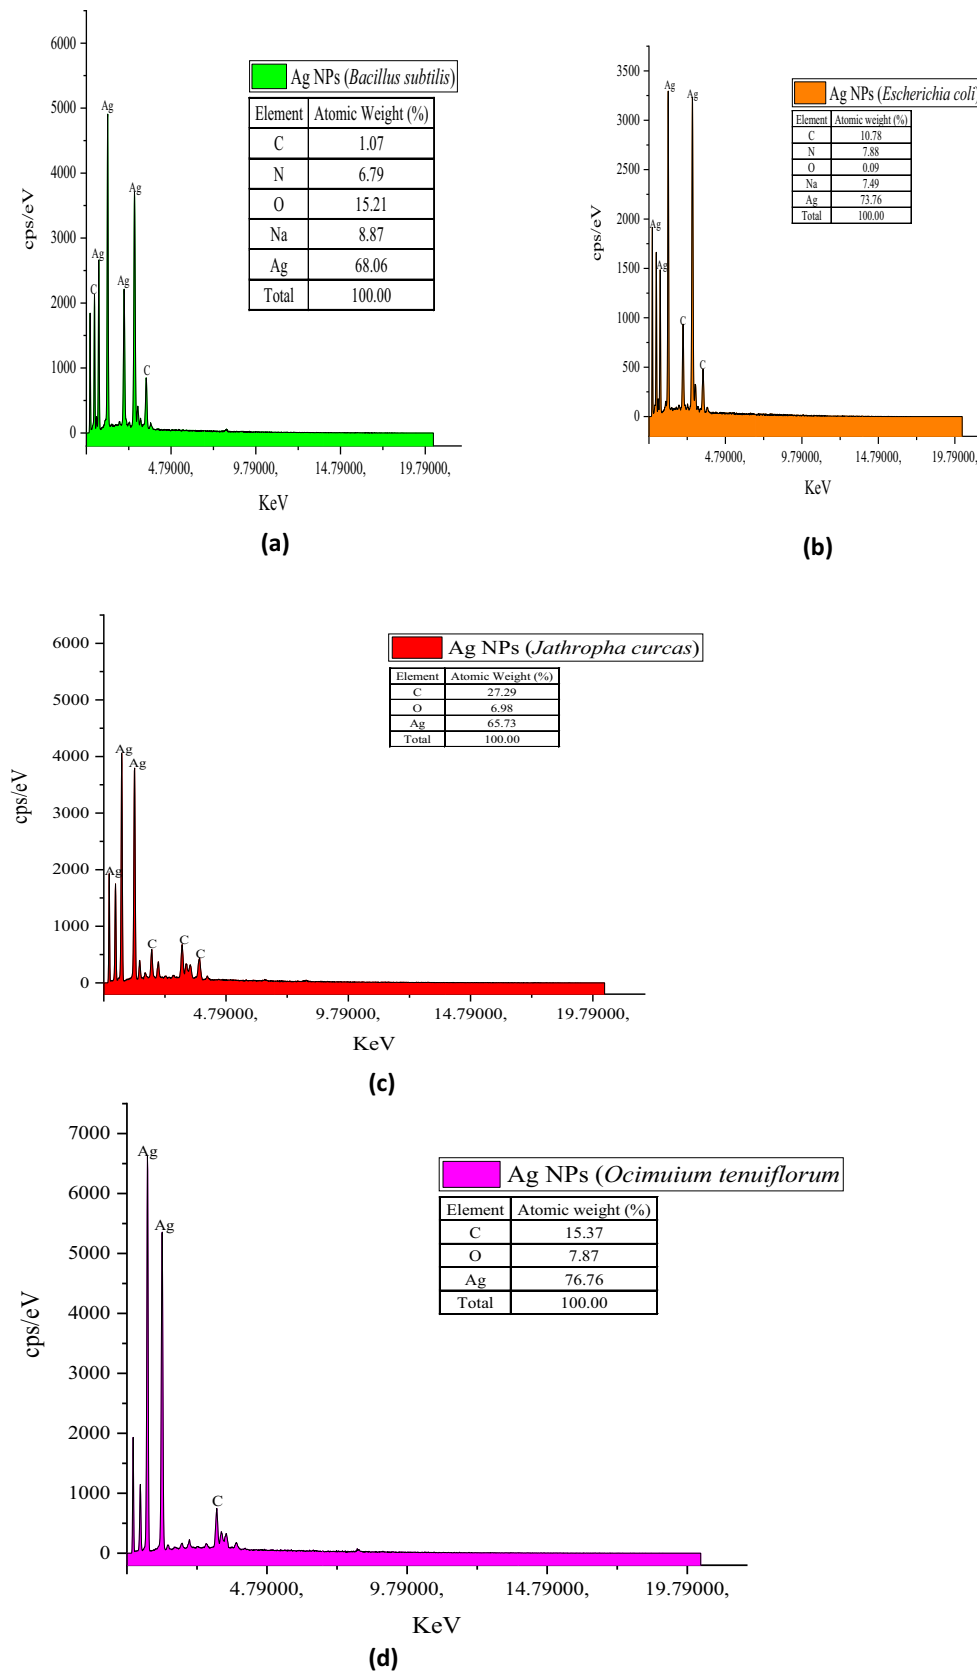 Ag NPs (Bacillus subtilis)
Element Atomic Weight (%)
C 1.07
N 6.79
O 15.21
Na 8.87
Ag 68.06
Total 100.00
6000
5000
4000
3000
2000
1000
0
cps/eV
Ag
Ag
Ag
C
Ag
C
4.79000, 9.79000, 14.79000, 19.79000,
KeV
(a)
Ag NPs (Escherichia coli)
Element Atomic weight (%)
C 10.78
N 7.88
O 0.09
Na 7.49
Ag 73.76
Total 100.00
3500
3000
2500
2000
1500
1000
500
0
cps/eV
Ag
Ag
Ag
Ag
C
C
4.79000, 9.79000, 14.79000, 19.79000,
KeV
(b)
Ag NPs (Jathropha curcas)
Element Atomic Weight (%)
C 27.29
O 6.98
Ag 65.73
Total 100.00
6000
5000
4000
3000
2000
1000
0
cps/eV
Ag
Ag
Ag
C
C
C
4.79000, 9.79000, 14.79000, 19.79000,
KeV
(c)
Ag NPs (Ocimuium tenuiflorum
Element Atomic weight (%)
C 15.37
O 7.87
Ag 76.76
Total 100.00
7000
6000
5000
4000
3000
2000
1000
0
cps/eV
Ag
Ag
C
4.79000, 9.79000, 14.79000, 19.79000,
KeV
(d)